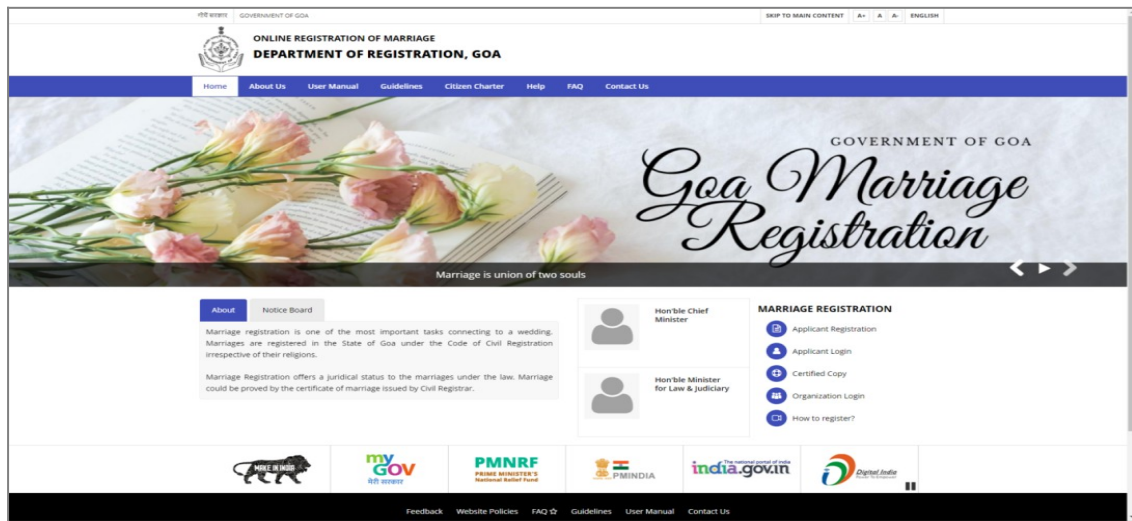 गोंय सरकार GOVERNMENT OF GOA SKIP TO MAIN CONTENT A+ A A- ENGLISH
ONLINE REGISTRATION OF MARRIAGE
DEPARTMENT OF REGISTRATION, GOA
Home About Us User Manual Guidelines Citizen Charter Help FAQ Contact Us
GOVERNMENT OF GOA
Goa Marriage
Registration
Marriage is union of two souls
About Notice Board
Marriage registration is one of the most important tasks connecting to a wedding.
Marriages are registered in the State of Goa under the Code of Civil Registration
irrespective of their religions.
Marriage Registration offers a juridical status to the marriages under the law. Marriage
could be proved by the certificate of marriage issued by Civil Registrar.
Hon'ble Chief
Minister
Hon'ble Minister
for Law & Judiciary
MARRIAGE REGISTRATION
Applicant Registration
Applicant Login
Certified Copy
Organization Login
How to register?
MAKE IN INDIA
my
GOV
मेरी सरकार
PMNRF
PRIME MINISTER'S
National Relief Fund
PMINDIA
The national portal of india
india.gov.in
Digital India
Power To Empower
Feedback Website Policies FAQ Guidelines User Manual Contact Us